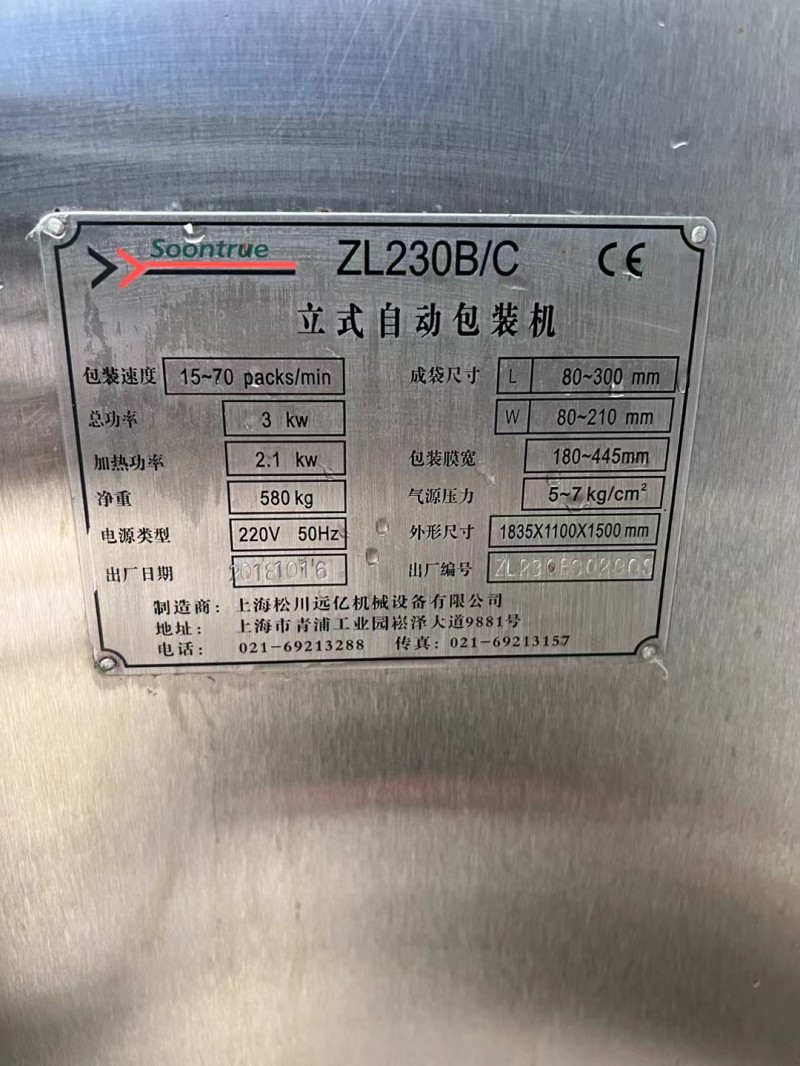 Soontrue ZL230B/C CE
立式自动包装机
包装速度 15~70 packs/min 成袋尺寸 L 80~300 mm
总功率 3 kw W 80~210 mm
加热功率 2.1 kw 包装膜宽 180~445mm
净重 580kg 气源压力 5~7kg/cm²
电源类型 220V 50Hz 外形尺寸 1835X1100X1500mm
出厂日期 20181016 出厂编号
制造商：上海松川远亿机械设备有限公司
地址：上海市青浦工业园崧泽大道9881号
电话：021-69213288 传真：021-69213157